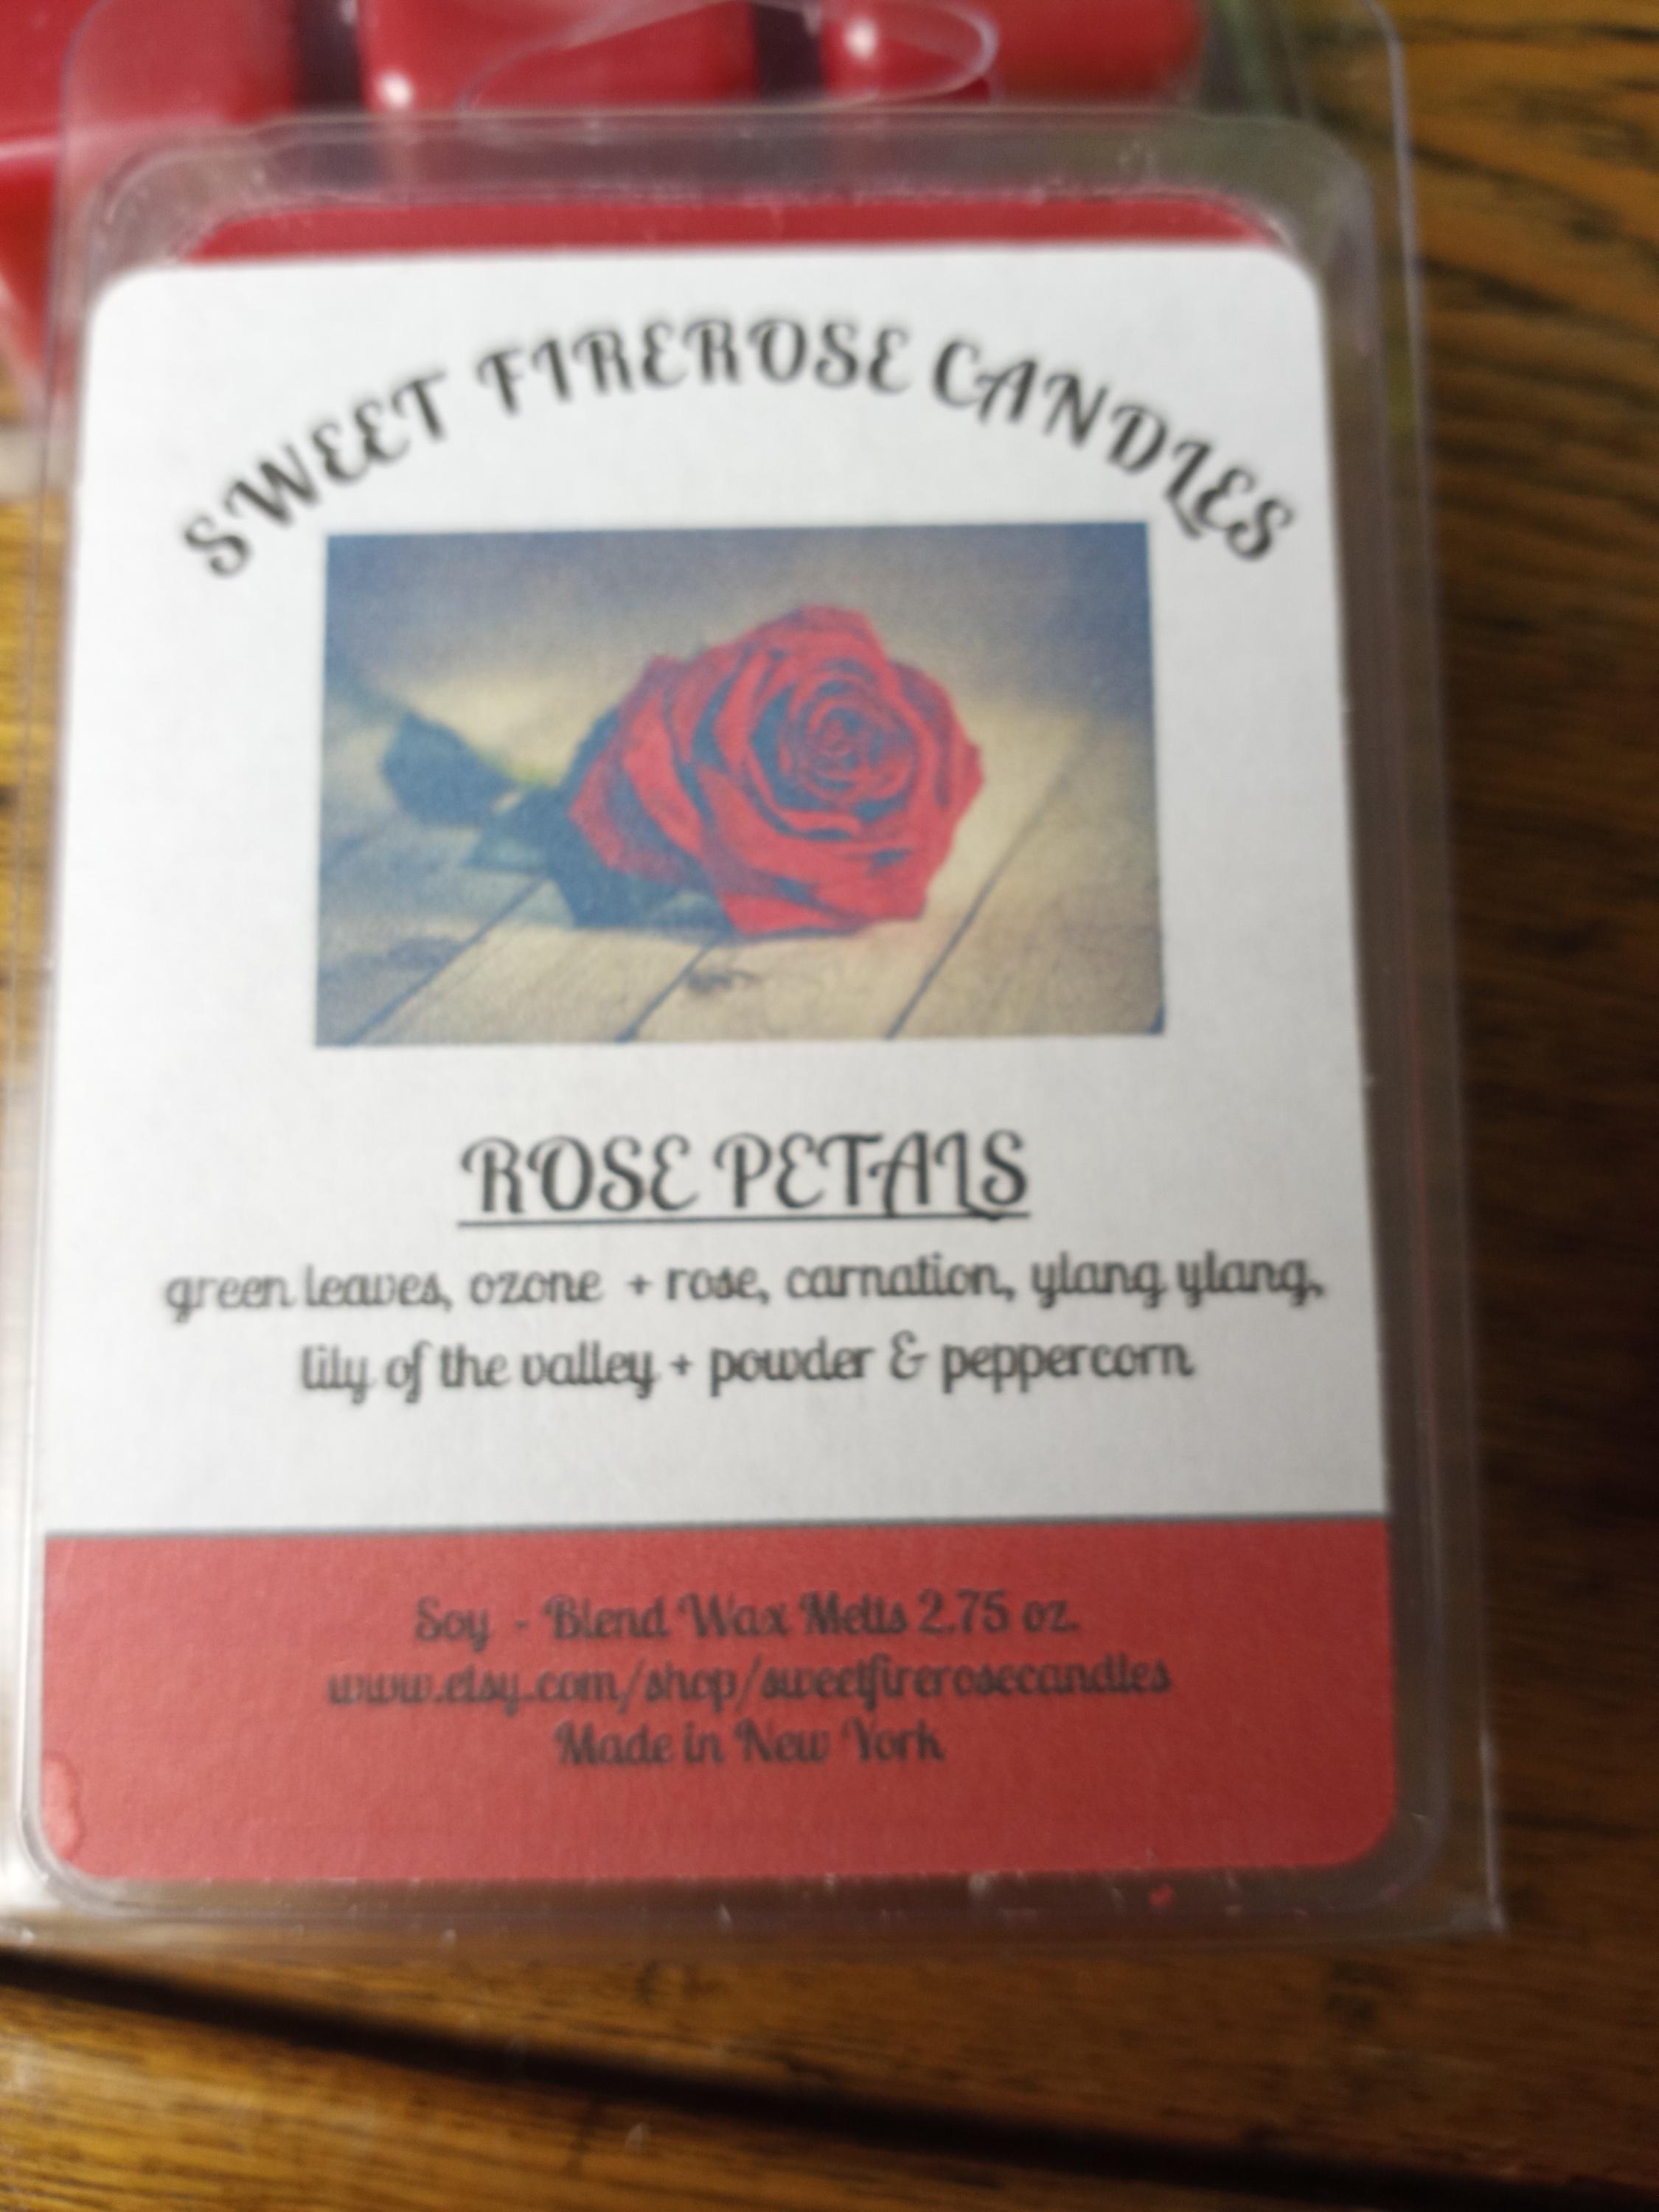 SWEET FIREROSE CANDLES
ROSE PETALS
green leaves, ozone + rose, carnation, ylang ylang,
lily of the valley + powder & peppercorn
Soy - Blend Wax Melts 2.75 oz.
www.etsy.com/shop/sweetfirerosecandles
Made in New York